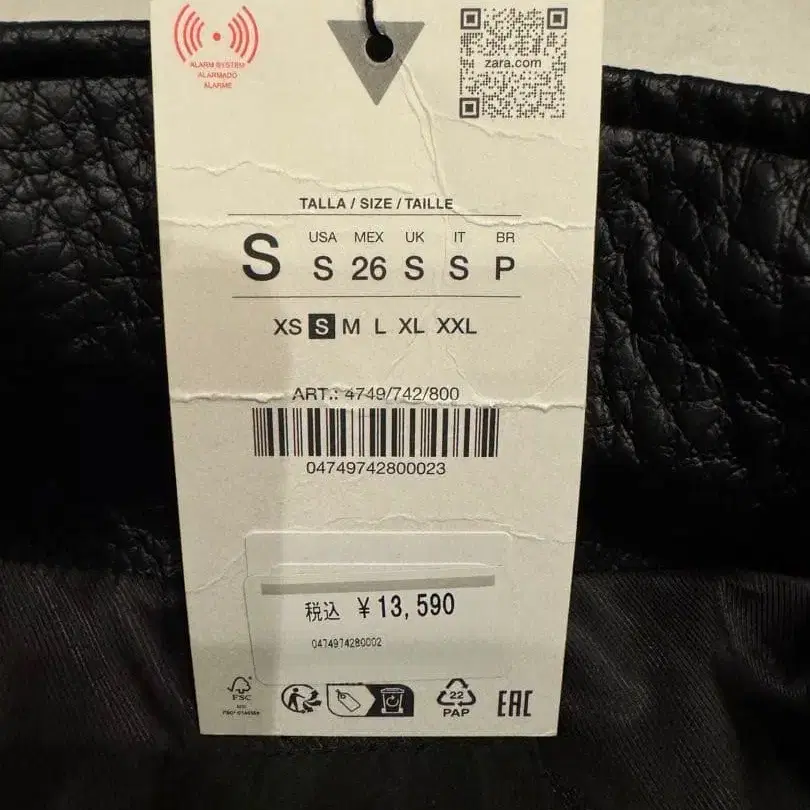 ALARM SYSTEM
ALARMADO
ALARME
zara.com
TALLA / SIZE / TAILLE
S
USA MEX UK IT BR
S 26 S S P
XS S M L XL XXL
ART.: 4749/742/800
04749742800023
税込 ¥13,590
0474974280002
FSC
22
PAP
EAC